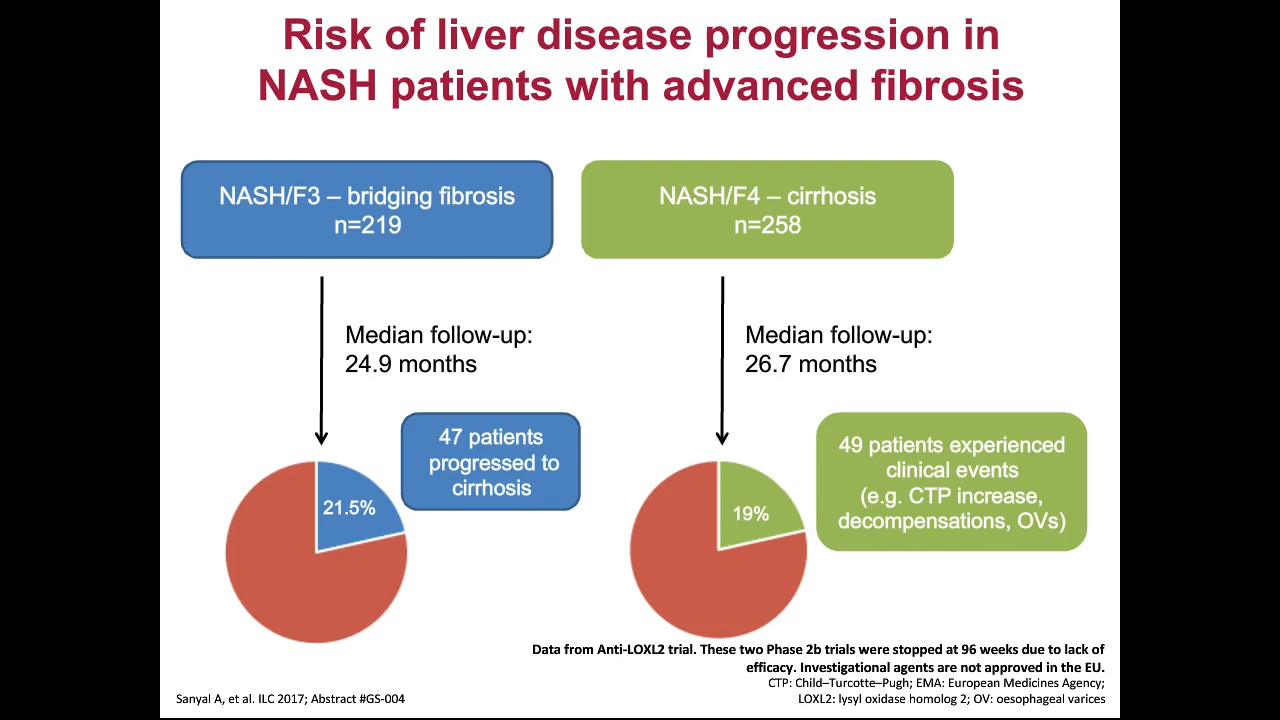 Risk of liver disease progression in
NASH patients with advanced fibrosis
NASH/F3 – bridging fibrosis
n=219
NASH/F4 – cirrhosis
n=258
Median follow-up:
24.9 months
Median follow-up:
26.7 months
47 patients
progressed to
cirrhosis
21.5%
49 patients experienced
clinical events
(e.g. CTP increase,
decompensations, OVs)
19%
Data from Anti-LOXL2 trial. These two Phase 2b trials were stopped at 96 weeks due to lack of
efficacy. Investigational agents are not approved in the EU.
CTP: Child–Turcotte–Pugh; EMA: European Medicines Agency;
LOXL2: lysyl oxidase homolog 2; OV: oesophageal varices
Sanyal A, et al. ILC 2017; Abstract #GS-004